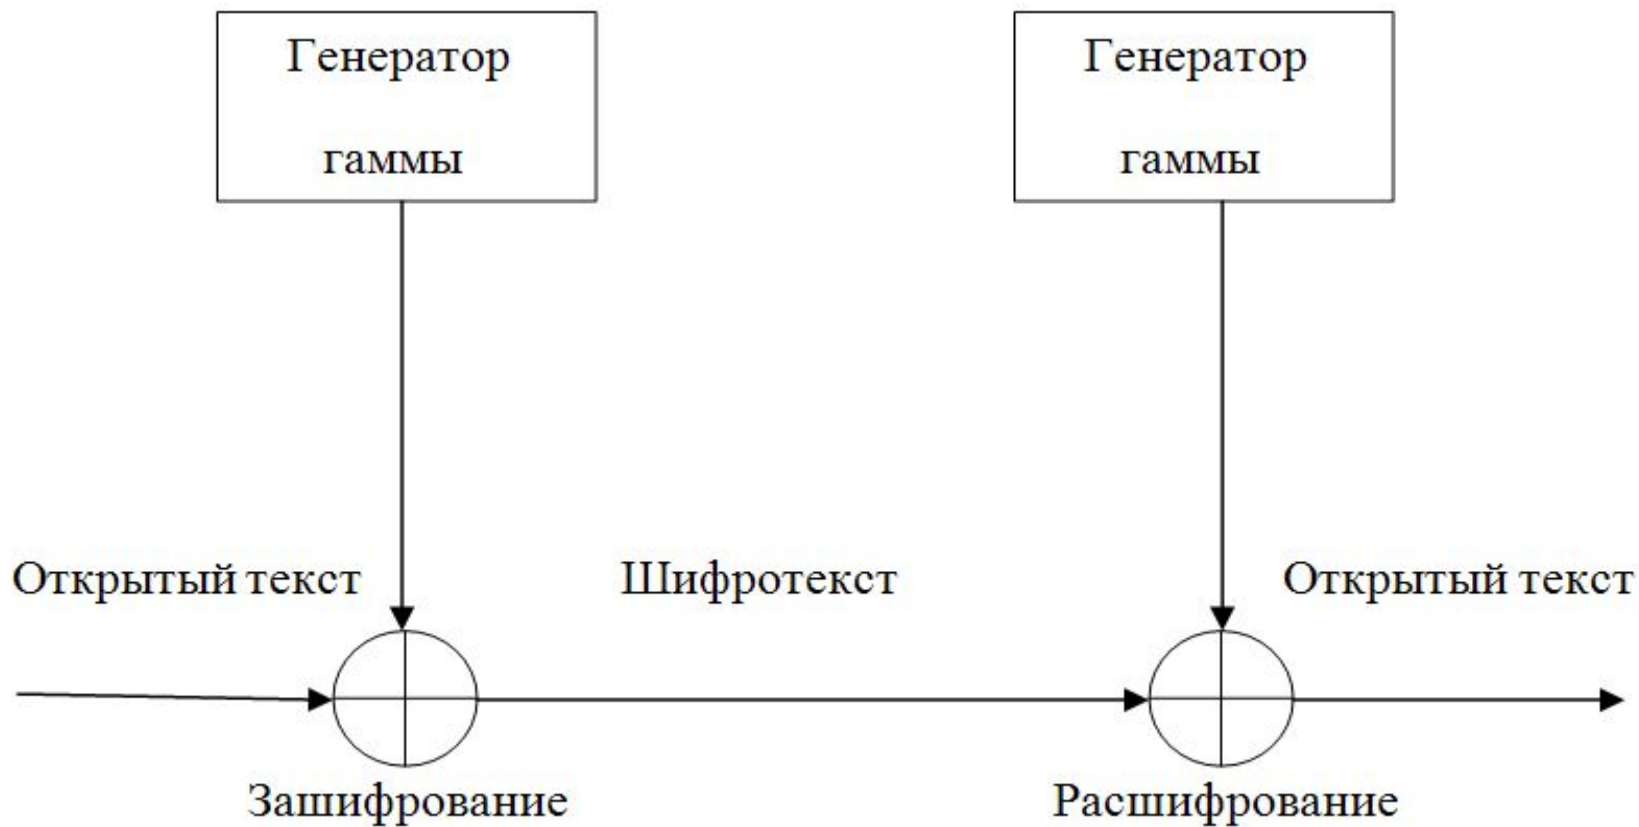 Генератор
гаммы
Генератор
гаммы
Открытый текст
Шифротекст
Открытый текст
Зашифрование
Расшифрование